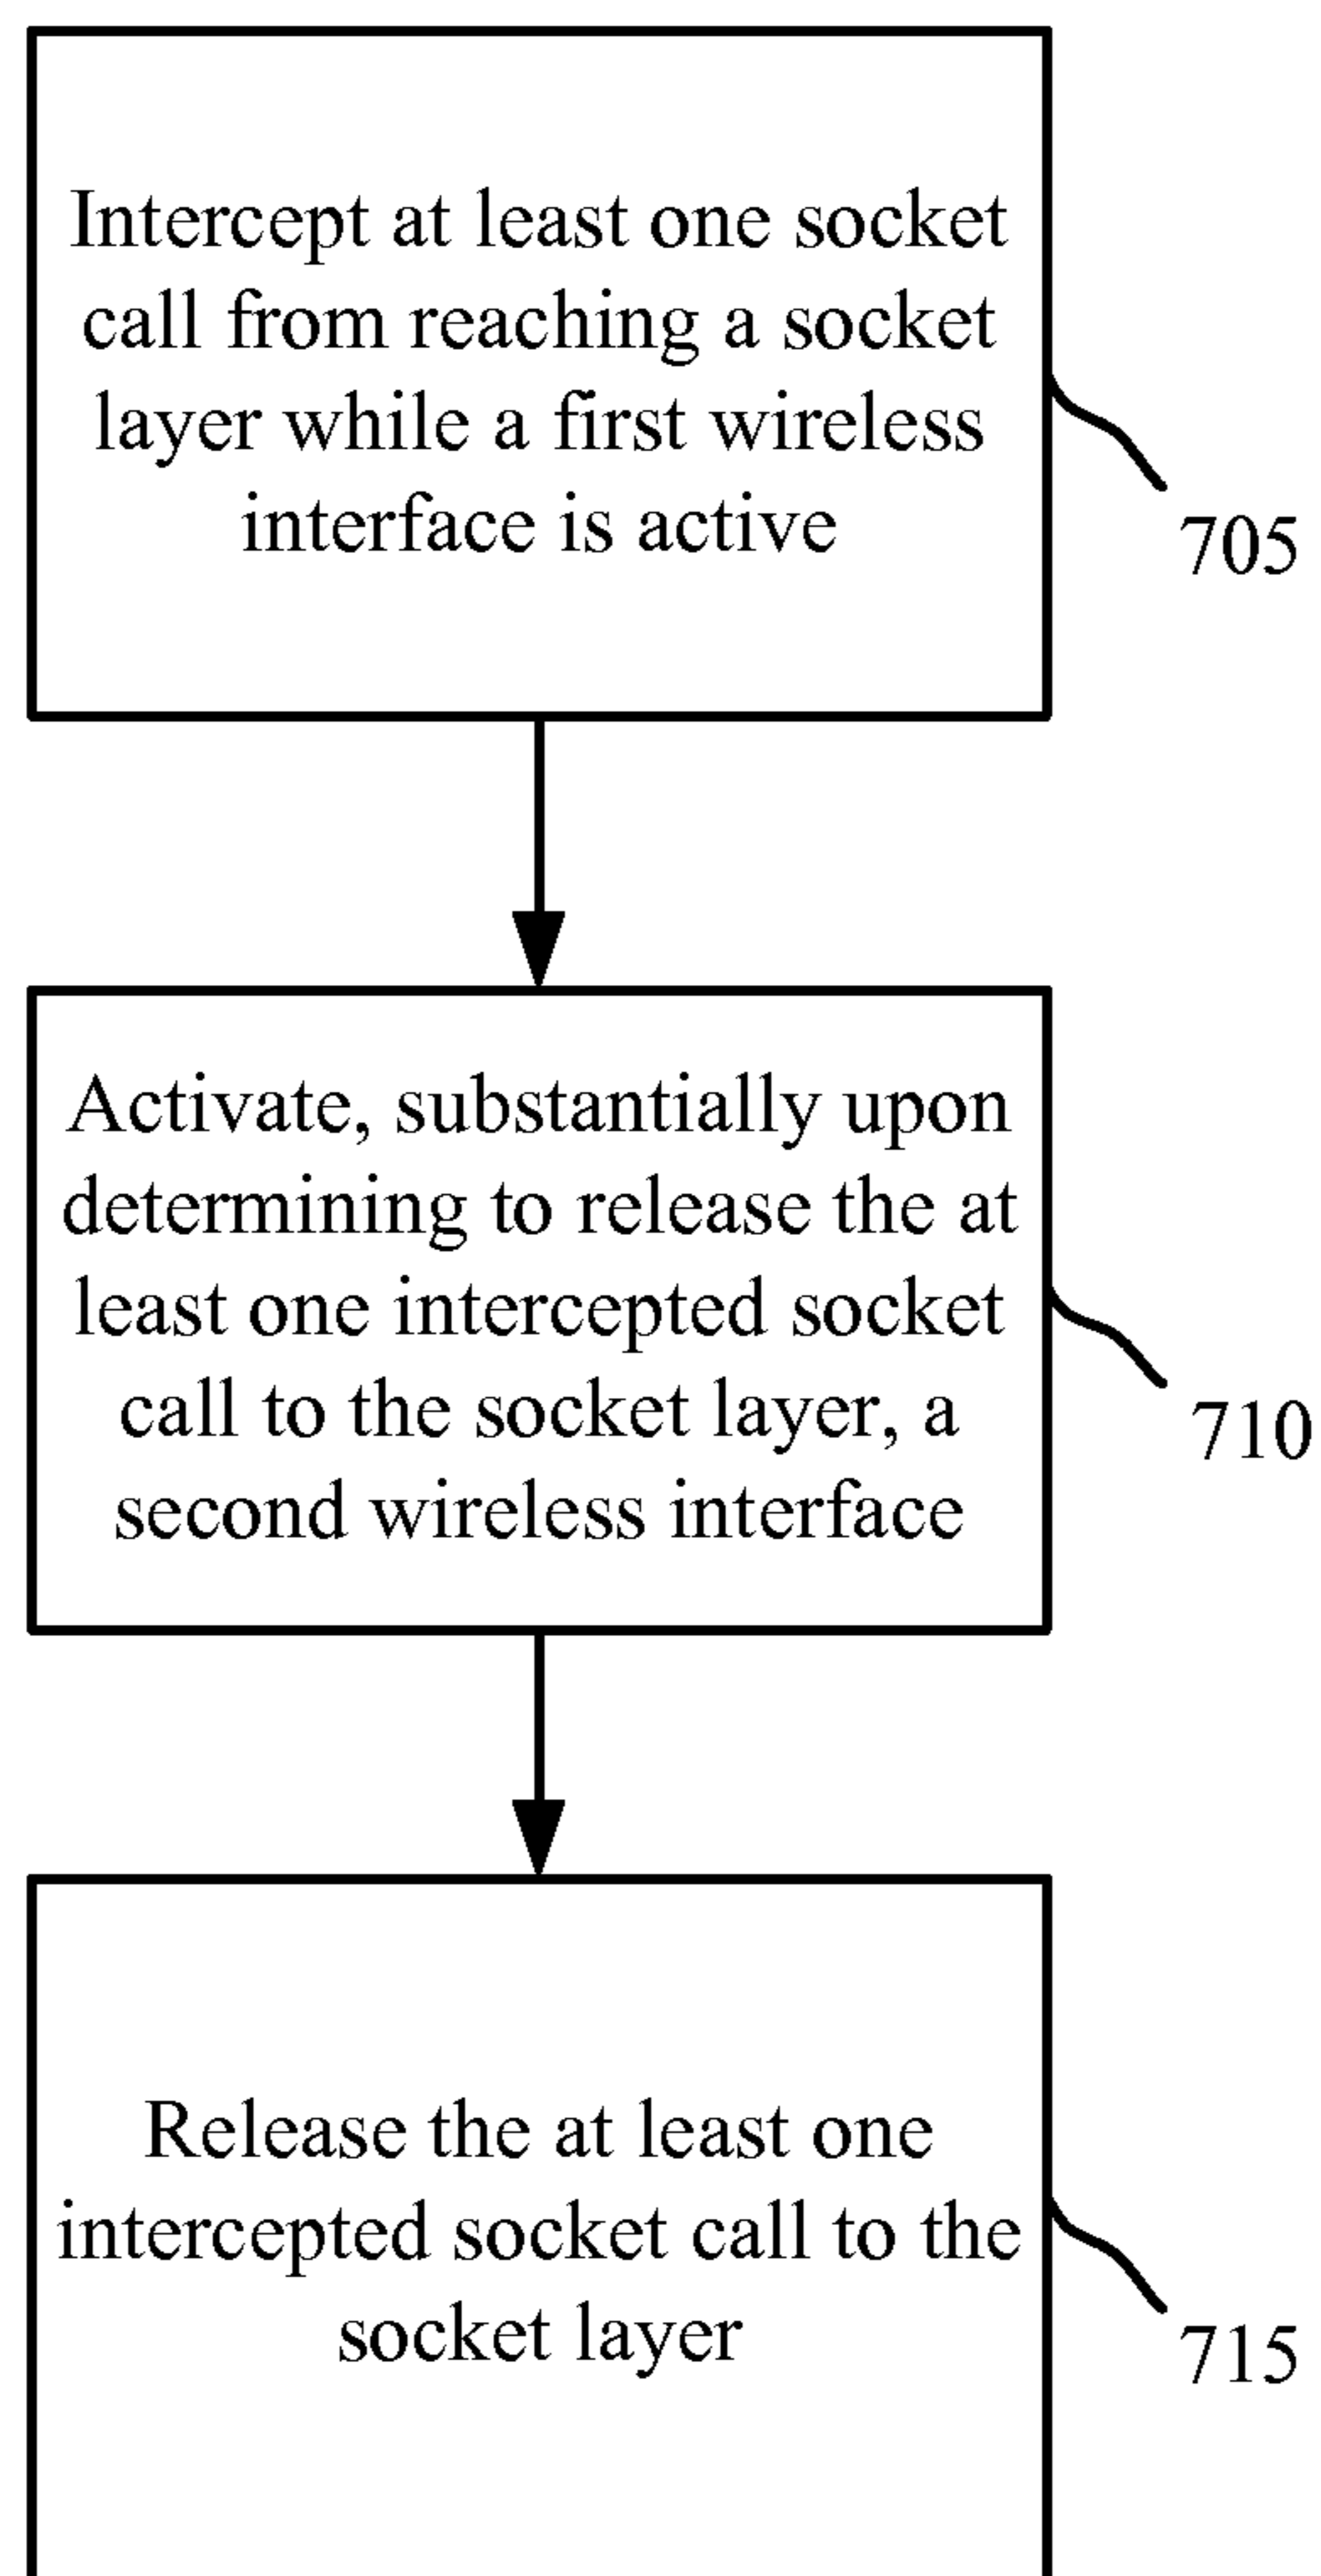 Intercept at least one socket
call from reaching a socket
layer while a first wireless
interface is active
705
Activate, substantially upon
determining to release the at
least one intercepted socket
call to the socket layer, a
second wireless interface
710
Release the at least one
intercepted socket call to the
socket layer
715